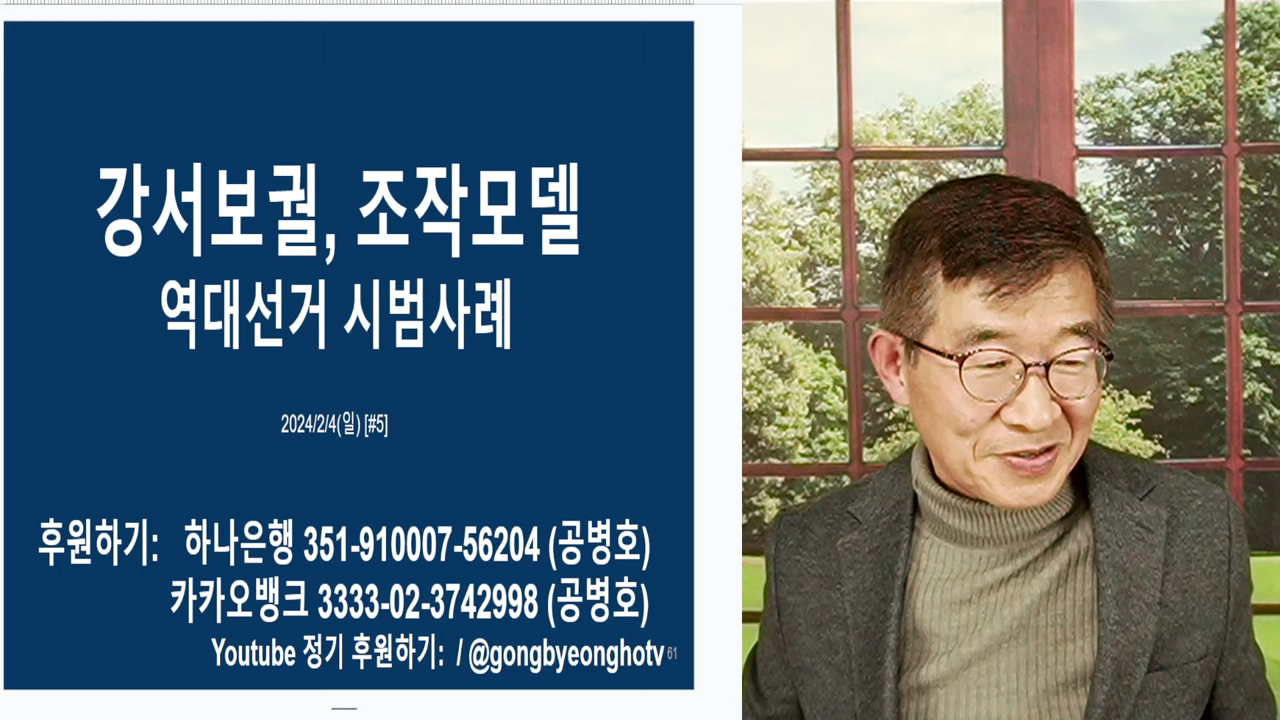 강서보궐, 조작모델
역대선거 시범사례
2024/2/4(일) [#5]
후원하기: 하나은행 351-910007-56204 (공병호)
카카오뱅크 3333-02-3742998 (공병호)
Youtube 정기 후원하기: / @gongbyeonghotv
61